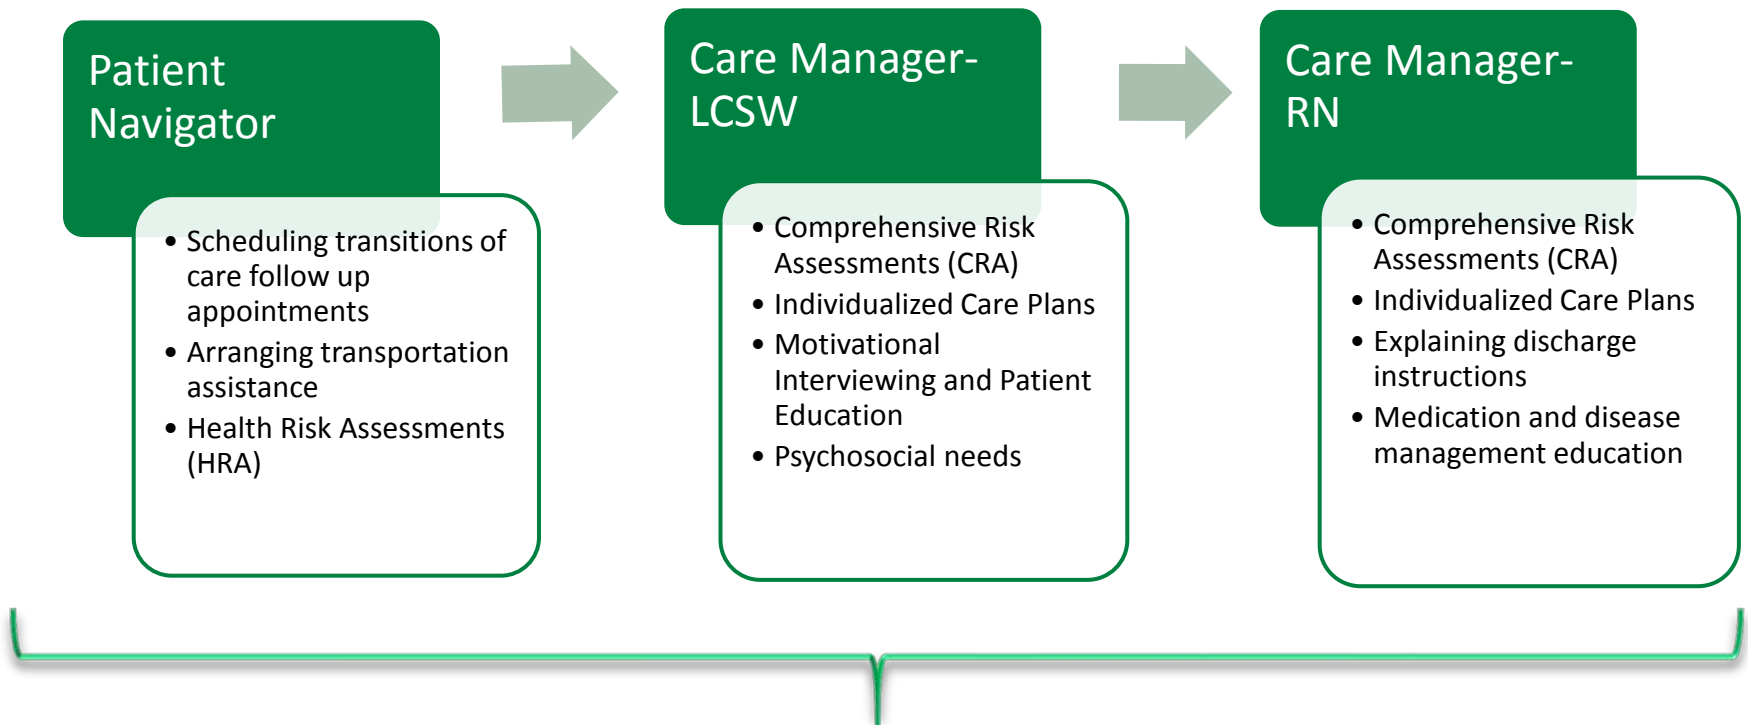 Patient
Navigator
• Scheduling transitions of
care follow up
appointments
• Arranging transportation
assistance
• Health Risk Assessments
(HRA)
Care Manager-
LCSW
• Comprehensive Risk
Assessments (CRA)
• Individualized Care Plans
• Motivational
Interviewing and Patient
Education
• Psychosocial needs
Care Manager-
RN
• Comprehensive Risk
Assessments (CRA)
• Individualized Care Plans
• Explaining discharge
instructions
• Medication and disease
management education